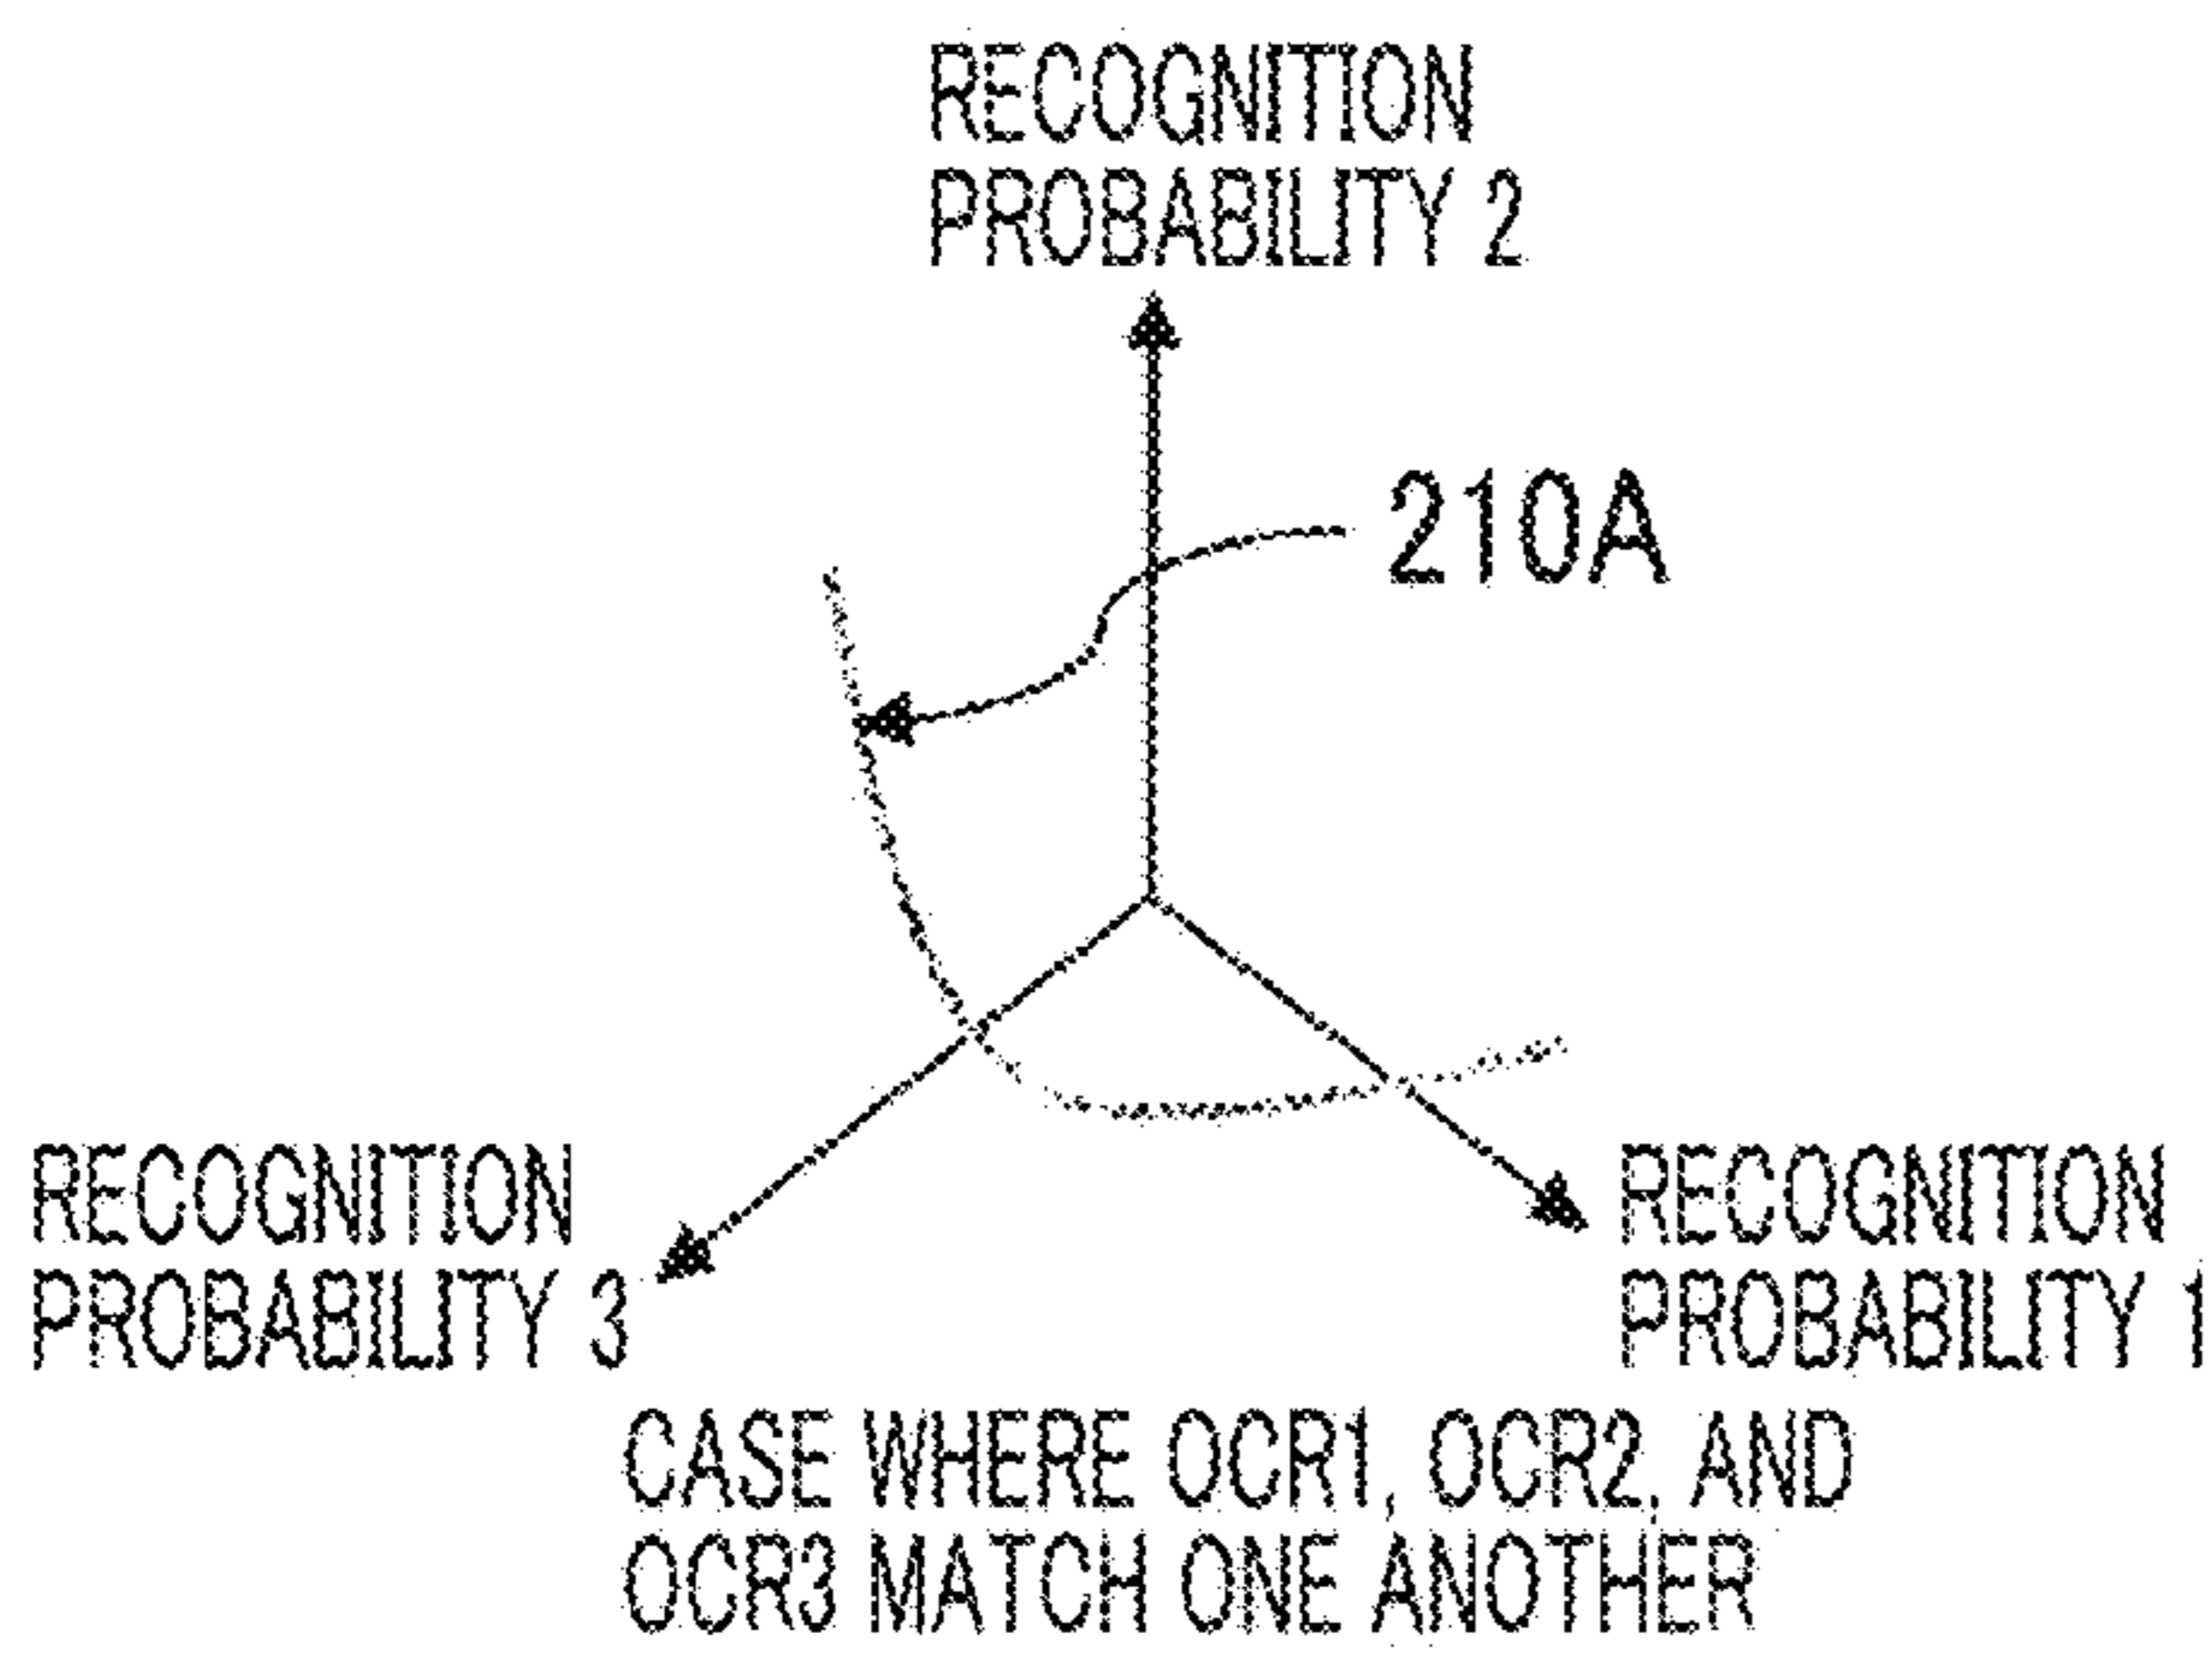 RECOGNITION
PROBABILITY 2
210A
RECOGNITION
PROBABILITY 3
RECOGNITION
PROBABILITY 1
CASE WHERE OCR1, OCR2, AND
OCR3 MATCH ONE ANOTHER